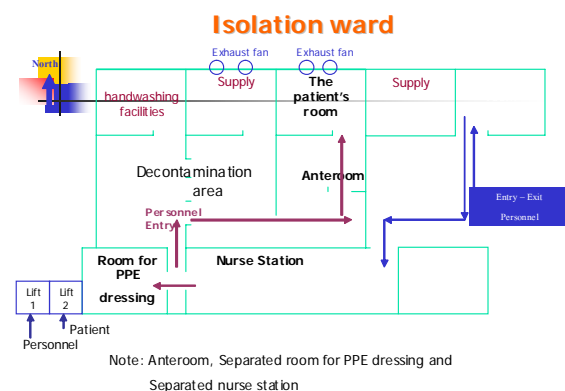 Isolation ward
Exhaust fan
Exhaust fan
North
Supply
The
patient's
room
Supply
handwashing
facilities
Decontamination
area
Anteroom
Personnel
Entry
Entry – Exit
Personnel
Room for
PPE
dressing
Nurse Station
Lift
1
Lift
2
Patient
Personnel
Note: Anteroom, Separated room for PPE dressing and
Separated nurse station